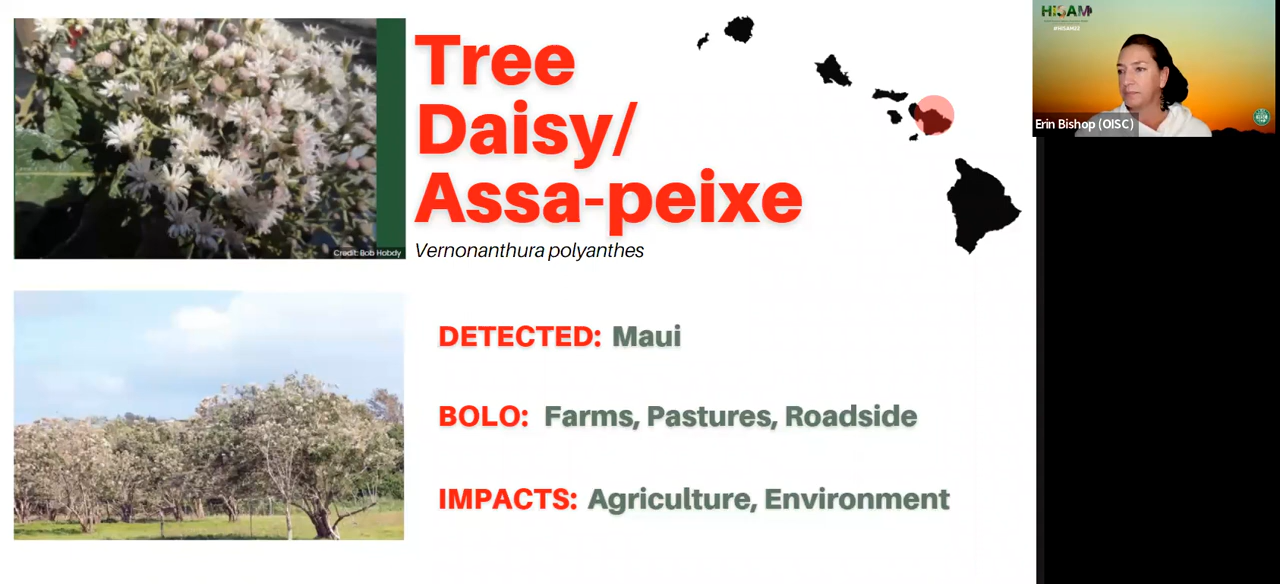 Tree
Daisy/
Assa-peixe
Vernonanthura polyanthes
Credit: Bob Hobdy
DETECTED: Maui
BOLO: Farms, Pastures, Roadside
IMPACTS: Agriculture, Environment
HISAM
#HISAM22
Erin Bishop (OISC)